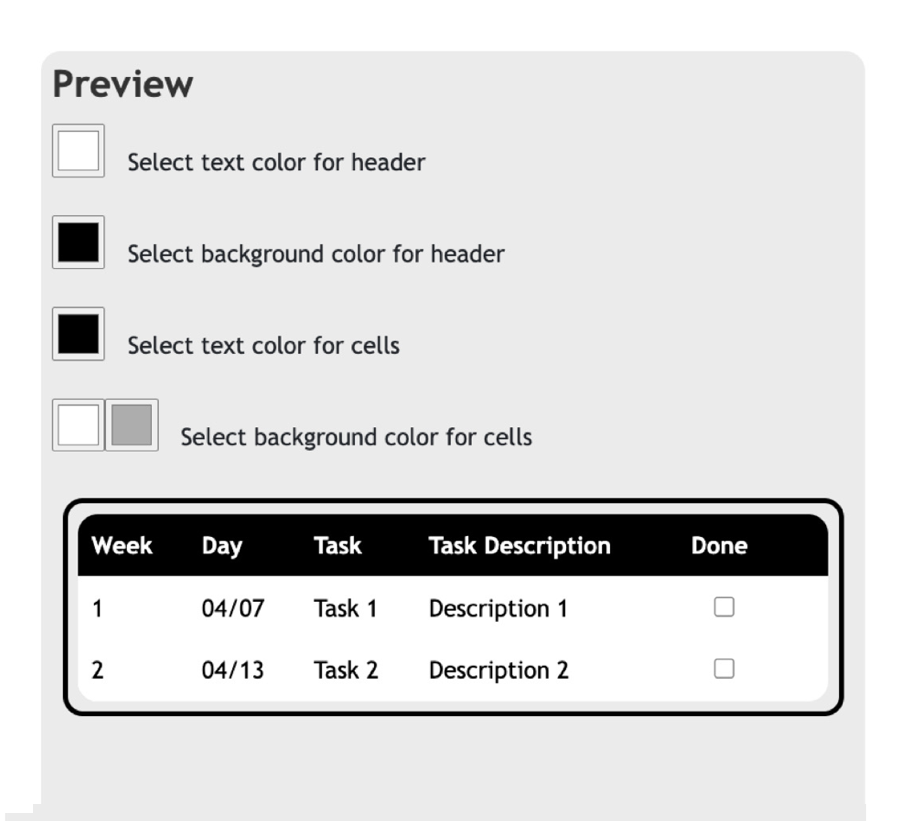 Preview
Select text color for header
Select background color for header
Select text color for cells
Select background color for cells
Week Day Task Task Description Done
1 04/07 Task 1 Description 1
2 04/13 Task 2 Description 2